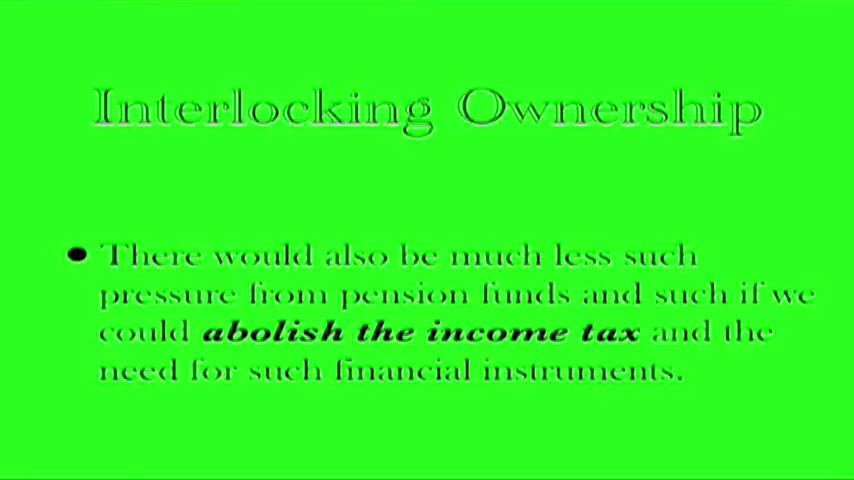 Interlocking Ownership
• There would also be much less such
pressure from pension funds and such if we
could abolish the income tax and the
need for such financial instruments.